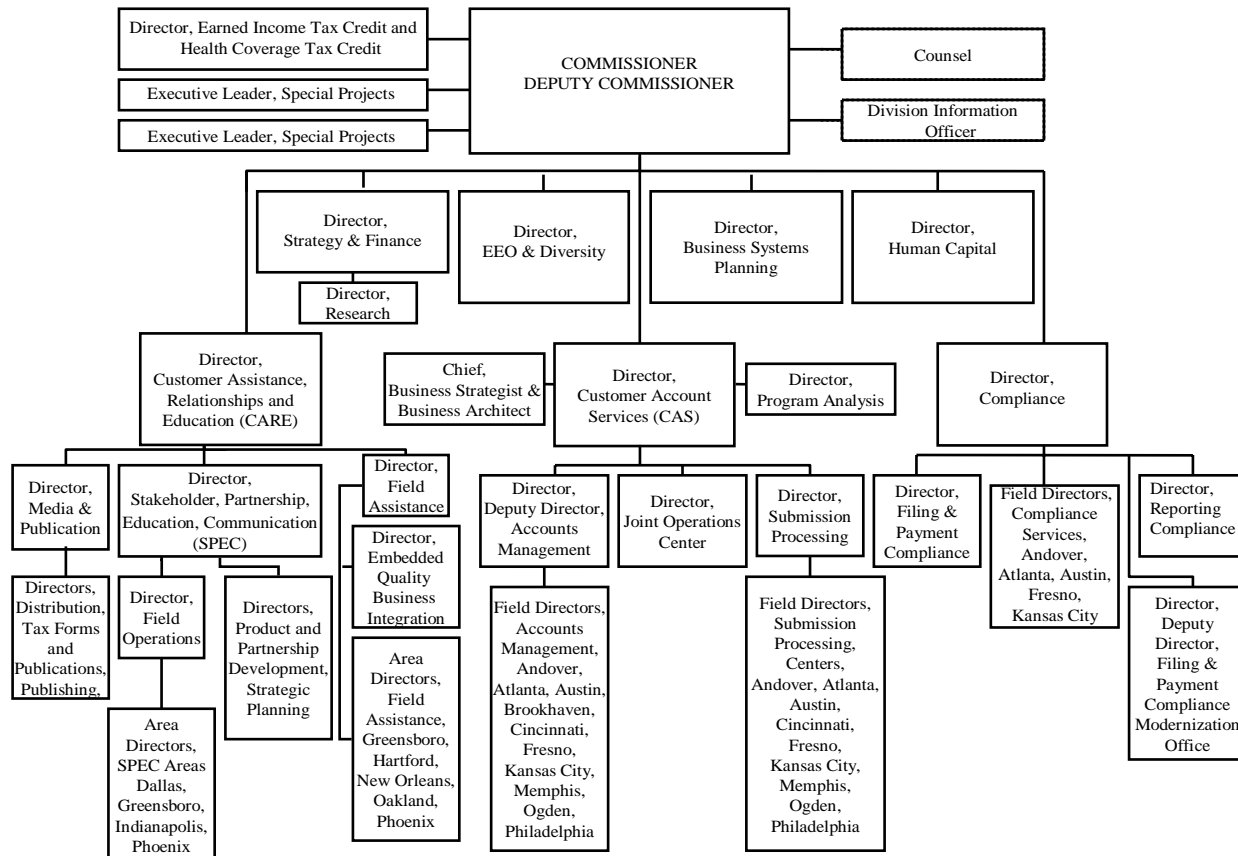 Director, Earned Income Tax Credit and
Health Coverage Tax Credit
Executive Leader, Special Projects
Executive Leader, Special Projects
COMMISSIONER
DEPUTY COMMISSIONER
Counsel
Division Information
Officer
Director,
Strategy & Finance
Director,
Research
Director,
EEO & Diversity
Director,
Business Systems
Planning
Director,
Human Capital
Director,
Customer Assistance,
Relationships and
Education (CARE)
Chief,
Business Strategist &
Business Architect
Director,
Customer Account
Services (CAS)
Director,
Program Analysis
Director,
Compliance
Director,
Media &
Publication
Director,
Stakeholder, Partnership,
Education, Communication
(SPEC)
Director,
Field
Assistance
Director,
Embedded
Quality
Business
Integration
Directors,
Distribution,
Tax Forms
and
Publications,
Publishing,
Director,
Field
Operations
Directors,
Product and
Partnership
Development,
Strategic
Planning
Area
Directors,
SPEC Areas
Dallas,
Greensboro,
Indianapolis,
Phoenix
Area
Directors,
Field
Assistance,
Greensboro,
Hartford,
New Orleans,
Oakland,
Phoenix
Director,
Deputy Director,
Accounts
Management
Director,
Joint Operations
Center
Director,
Submission
Processing
Field Directors,
Accounts
Management,
Andover,
Atlanta, Austin,
Brookhaven,
Cincinnati,
Fresno,
Kansas City,
Memphis,
Ogden,
Philadelphia
Field Directors,
Submission
Processing,
Centers,
Andover, Atlanta,
Austin,
Cincinnati,
Fresno,
Kansas City,
Memphis,
Ogden,
Philadelphia
Director,
Filing &
Payment
Compliance
Field Directors,
Compliance
Services,
Andover,
Atlanta, Austin,
Fresno,
Kansas City
Director,
Reporting
Compliance
Director,
Deputy
Director,
Filing &
Payment
Compliance
Modernization
Office